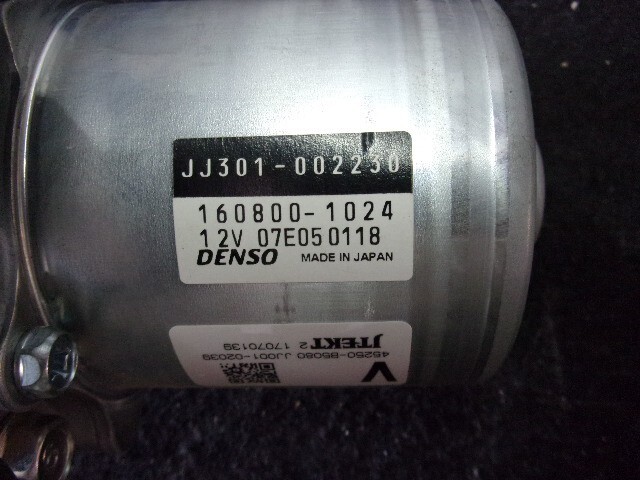 JJ301-002230
160800-1024
12V 07E050118
DENSO MADE IN JAPAN
V
45250-B5080 JJ001-02039
JTEKT 2 17070139